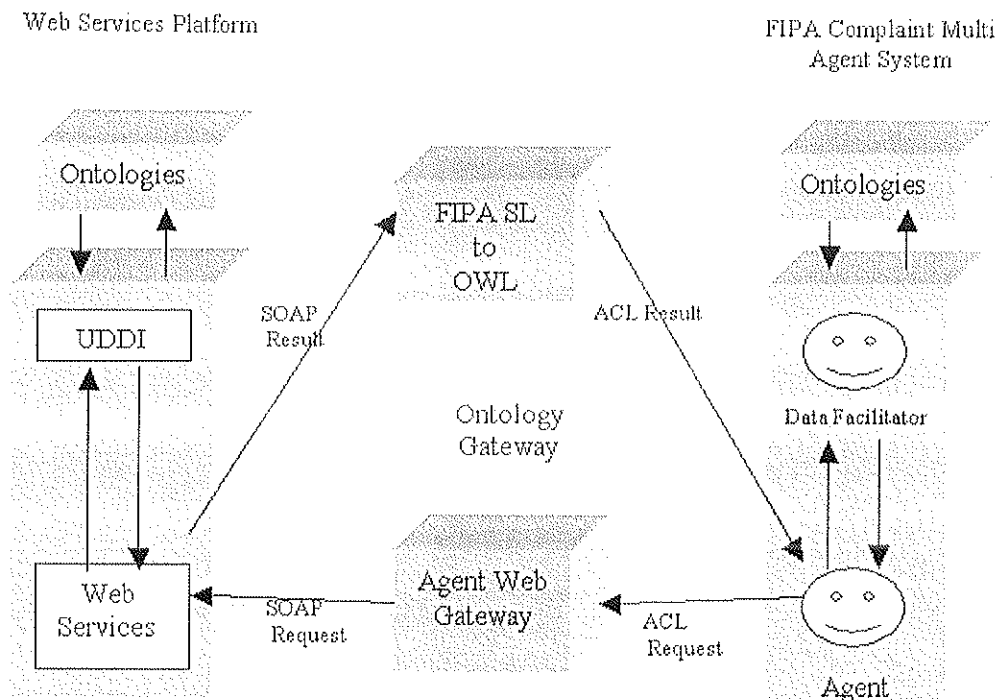 Web Services Platform
FIPA Complaint Multi
Agent System
Ontologies
FIPA SL
to
OWL
Ontologies
UDDI
SOAP
Result
ACL Result
Ontology
Gateway
Data Facilitator
Web
Services
SOAP
Request
Agent Web
Gateway
ACL
Request
Agent